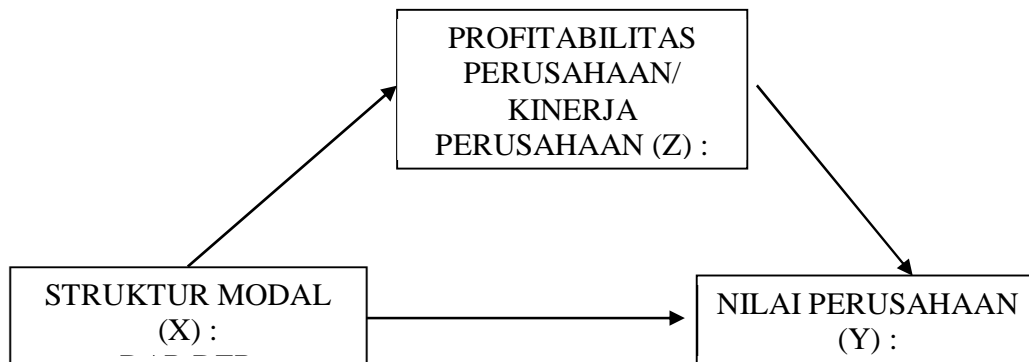 PROFITABILITAS
PERUSAHAAN/
KINERJA
PERUSAHAAN (Z) :
STRUKTUR MODAL
(X) :
NILAI PERUSAHAAN
(Y) :